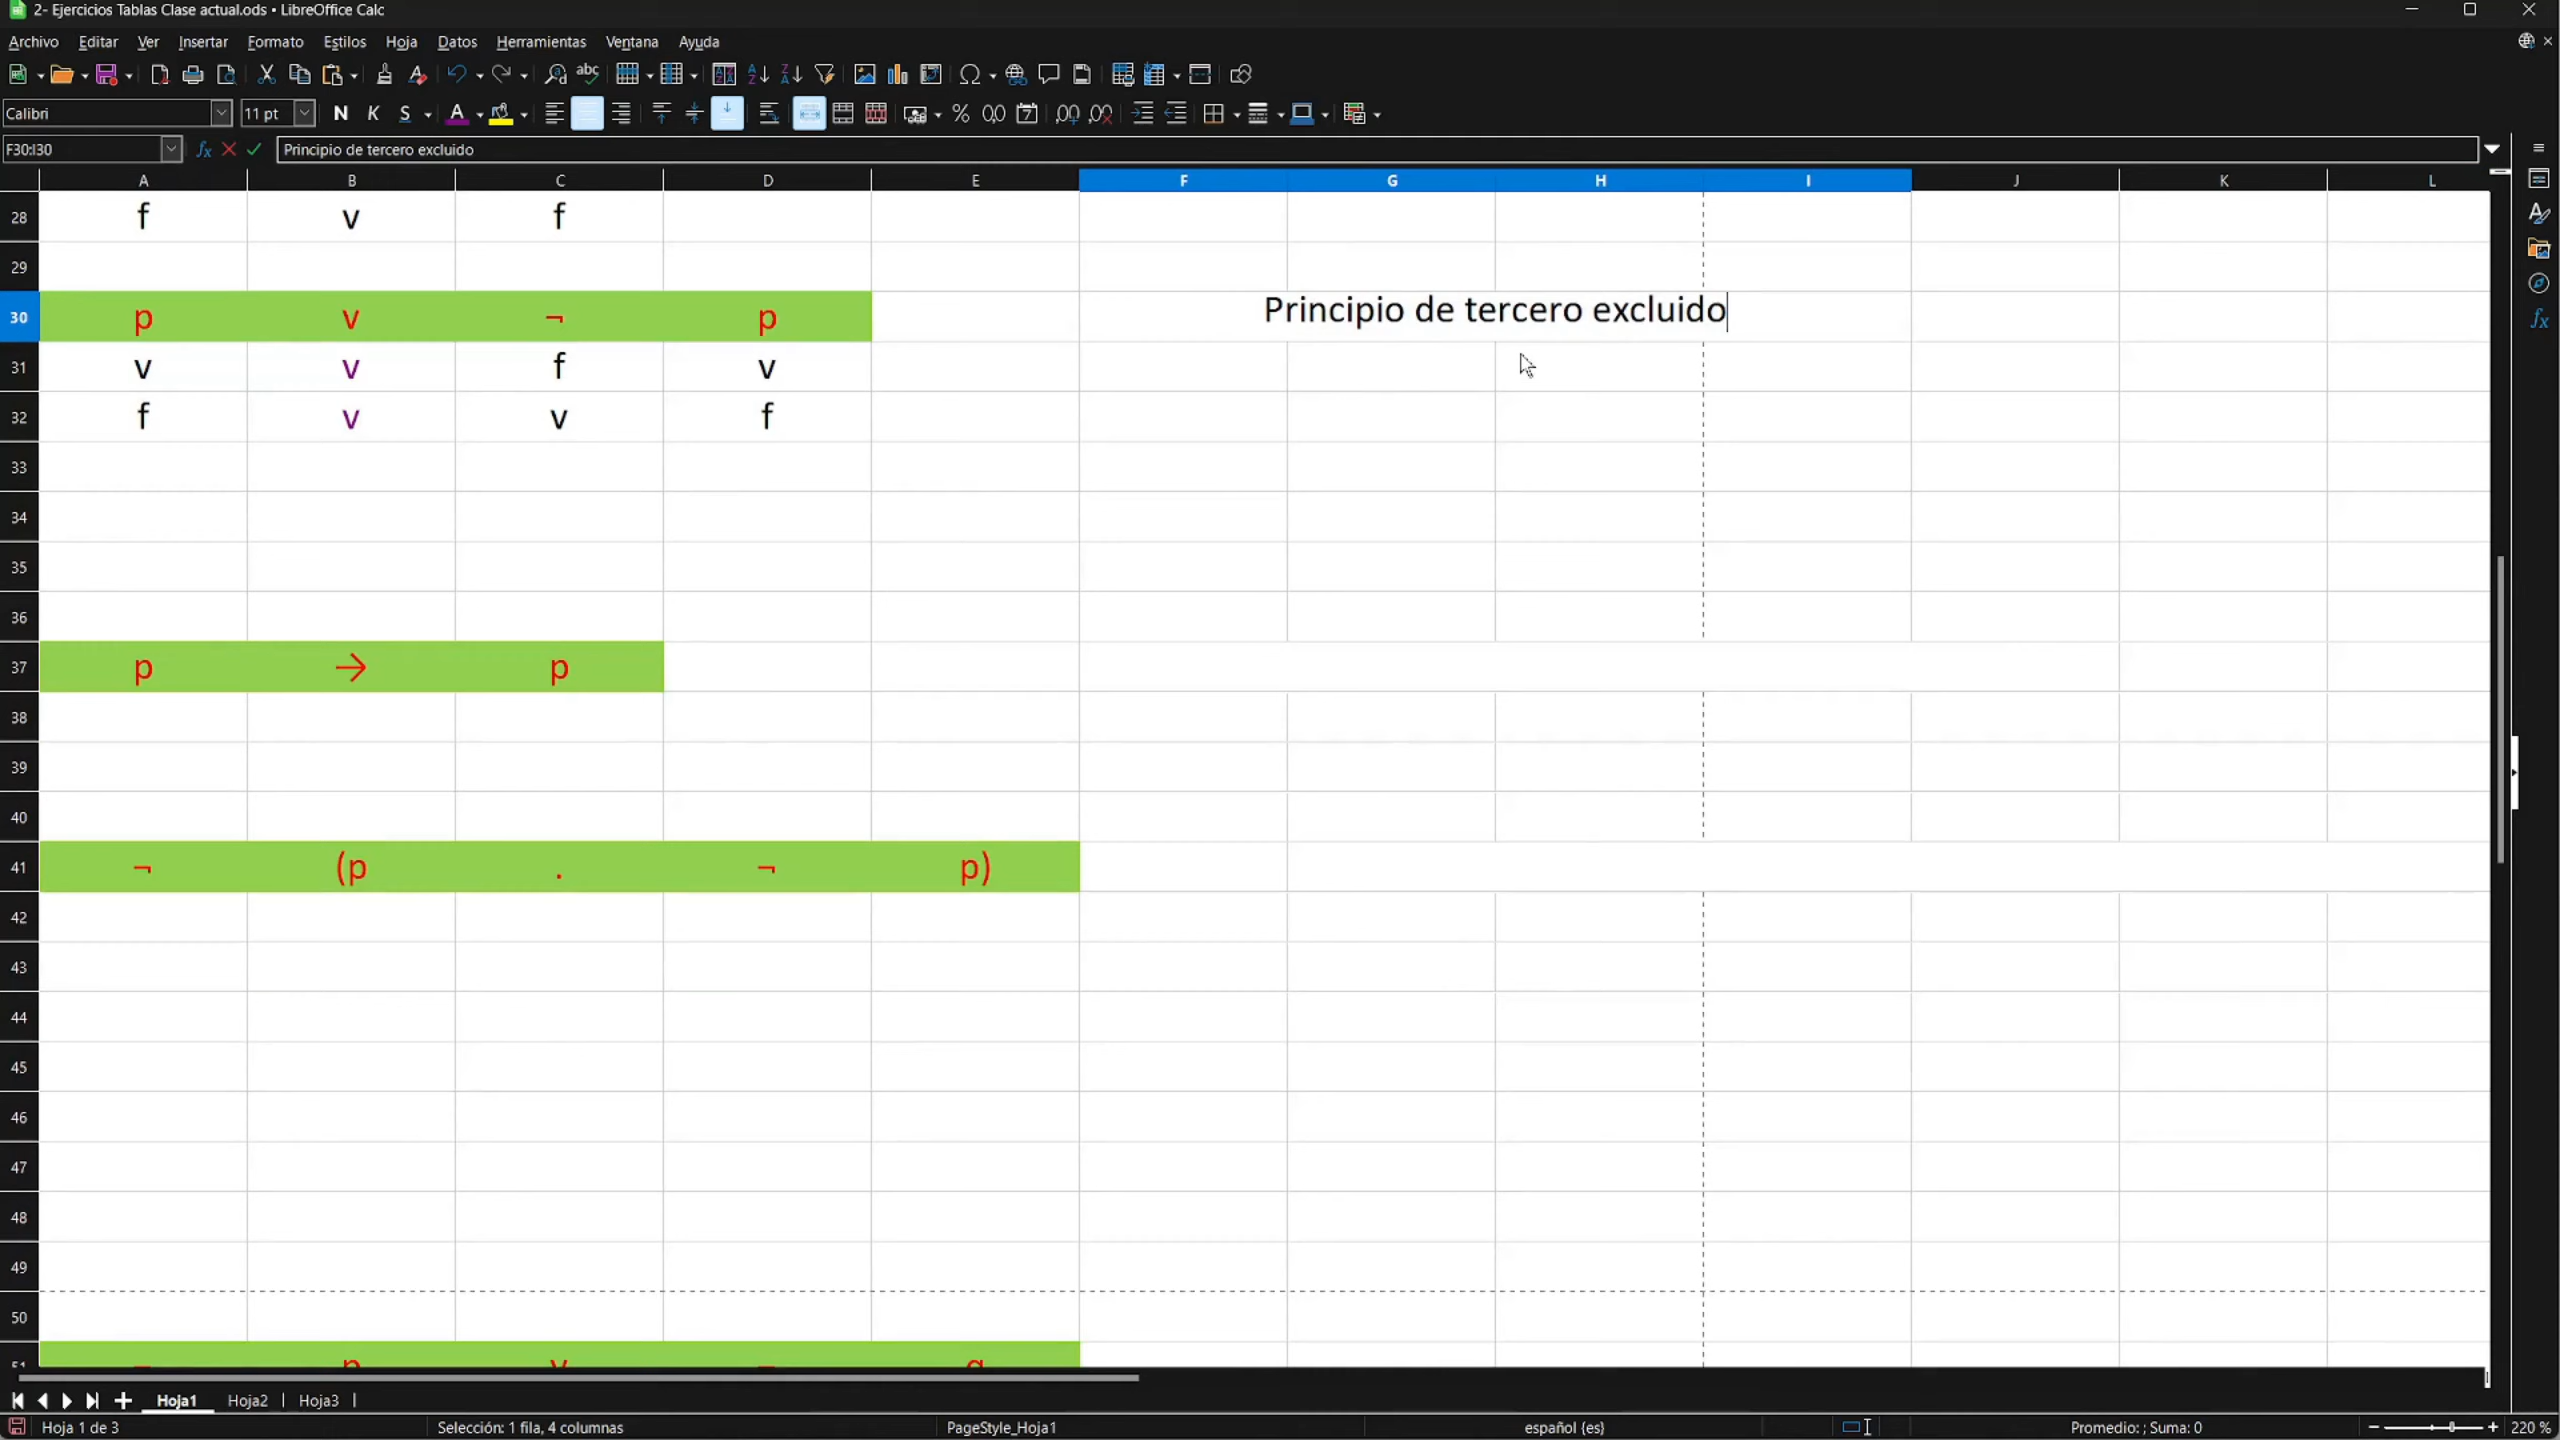 2- Ejercicios Tablas Clase actual.ods • LibreOffice Calc
Archivo Editar Ver Insertar Formato Estilos Hoja Datos Herramientas Ventana Ayuda
Calibri 11 pt N K S
F30:I30 fx Principio de tercero excluido
A B C D E F G H I J K L
28 f v f
29
30 p v ¬ p Principio de tercero excluido
31 v v f v
32 f v v f
33
34
35
36
37 p → p
38
39
40
41 ¬ (p . ¬ p)
42
43
44
45
46
47
48
49
50
51 ¬ p v ¬ q
Hoja1 Hoja2 Hoja3
Hoja 1 de 3 Selección: 1 fila, 4 columnas PageStyle_Hoja1 español (es) Promedio: ; Suma: 0 220 %